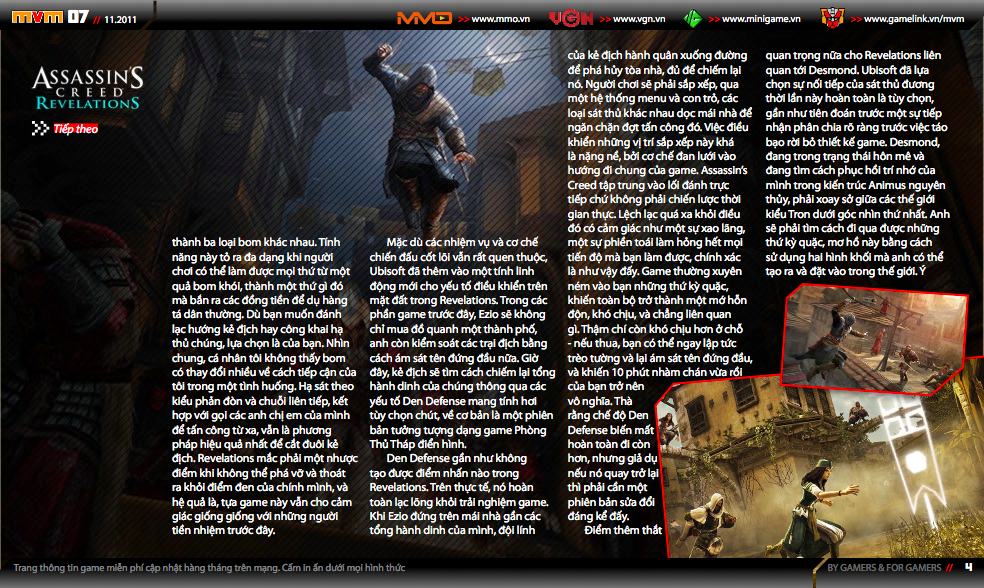 mvm 07 // 11.2011
MMO >> www.mmo.vn
VGN >> www.vgn.vn
>> www.minigame.vn
>> www.gamelink.vn/mvm
ASSASSIN'S
CREED
REVELATIONS
Tiếp theo
thành ba loại bom khác nhau. Tính
năng này tỏ ra đa dạng khi người
chơi có thể làm được mọi thứ từ một
quả bom khói, thành một thứ gì đó
mà bắn ra các đồng tiền để dụ hàng
tá dân thường. Dù bạn muốn đánh
lạc hướng kẻ địch hay công khai hạ
thủ chúng, lựa chọn là của bạn. Nhìn
chung, cá nhân tôi không thấy bom
có thay đổi nhiều về cách tiếp cận của
tôi trong một tình huống. Hạ sát theo
kiểu phản đòn và chuỗi liên tiếp, kết
hợp với gọi các anh chị em của mình
để tấn công từ xa, vẫn là phương
pháp hiệu quả nhất để cắt đuôi kẻ
địch. Revelations mắc phải một nhược
điểm khi không thể phá vỡ và thoát
ra khỏi điểm đen của chính mình, và
hệ quả là, tựa game này vẫn cho cảm
giác giống giống với những người
tiền nhiệm trước đây.
Mặc dù các nhiệm vụ và cơ chế
chiến đấu cốt lõi vẫn rất quen thuộc,
Ubisoft đã thêm vào một tính linh
động mới cho yếu tố điều khiển trên
mặt đất trong Revelations. Trong các
phần game trước đây, Ezio sẽ không
chỉ mua đồ quanh một thành phố,
anh còn kiểm soát các trại địch bằng
cách ám sát tên đứng đầu nữa. Giờ
đây, kẻ địch sẽ tìm cách chiếm lại tổng
hành dinh của chúng thông qua các
yếu tố Den Defense mang tính hơi
tùy chọn chút, về cơ bản là một phiên
bản tưởng tượng dạng game Phòng
Thủ Tháp điển hình.
Den Defense gần như không
tạo được điểm nhấn nào trong
Revelations. Trên thực tế, nó hoàn
toàn lạc lõng khỏi trải nghiệm game.
Khi Ezio đứng trên mái nhà gần các
tổng hành dinh của mình, đội lính
của kẻ địch hành quân xuống đường
để phá hủy tòa nhà, đủ để chiếm lại
nó. Người chơi sẽ phải sắp xếp, qua
một hệ thống menu và con trỏ, các
loại sát thủ khác nhau dọc mái nhà để
ngăn chặn đợt tấn công đó. Việc điều
khiển những vị trí sắp xếp này khá
là nặng nề, bởi cơ chế đan lưới vào
hướng đi chung của game. Assassin's
Creed tập trung vào lối đánh trực
tiếp chứ không phải chiến lược thời
gian thực. Lệch lạc quá xa khỏi điều
đó có cảm giác như một sự xao lãng,
một sự phiền toái làm hỏng hết mọi
tiến độ mà bạn làm được, chính xác
là như vậy đấy. Game thường xuyên
ném vào bạn những thứ kỳ quặc,
khiến toàn bộ trở thành một mớ hỗn
độn, khó chịu, và chẳng liên quan
gì. Thậm chí còn khó chịu hơn ở chỗ
- nếu thua, bạn có thể ngay lập tức
trèo tường và lại ám sát tên đứng đầu,
và khiến 10 phút nhàm chán vừa rồi
của bạn trở nên
vô nghĩa. Thà
rằng chế độ Den
Defense biến mất
hoàn toàn đi còn
hơn, nhưng giả dụ
nếu nó quay trở lại
thì phải cần một
phiên bản sửa đổi
đáng kể đấy.
Điểm thêm thắt
quan trọng nữa cho Revelations liên
quan tới Desmond. Ubisoft đã lựa
chọn sự nối tiếp của sát thủ đương
thời lần này hoàn toàn là tùy chọn,
gần như tiên đoán trước một sự tiếp
nhận phân chia rõ ràng trước việc táo
bạo rời bỏ thiết kế game. Desmond,
đang trong trạng thái hôn mê và
đang tìm cách phục hồi trí nhớ của
mình trong kiến trúc Animus nguyên
thủy, phải xoay sở giữa các thế giới
kiểu Tron dưới góc nhìn thứ nhất. Anh
sẽ phải tìm cách đi qua được những
thứ kỳ quặc, mơ hồ này bằng cách
sử dụng hai hình khối mà anh có thể
tạo ra và đặt vào trong thế giới. Ý
Trang thông tin game miễn phí cập nhật hàng tháng trên mạng. Cấm in ấn dưới mọi hình thức
BY GAMERS & FOR GAMERS // 4